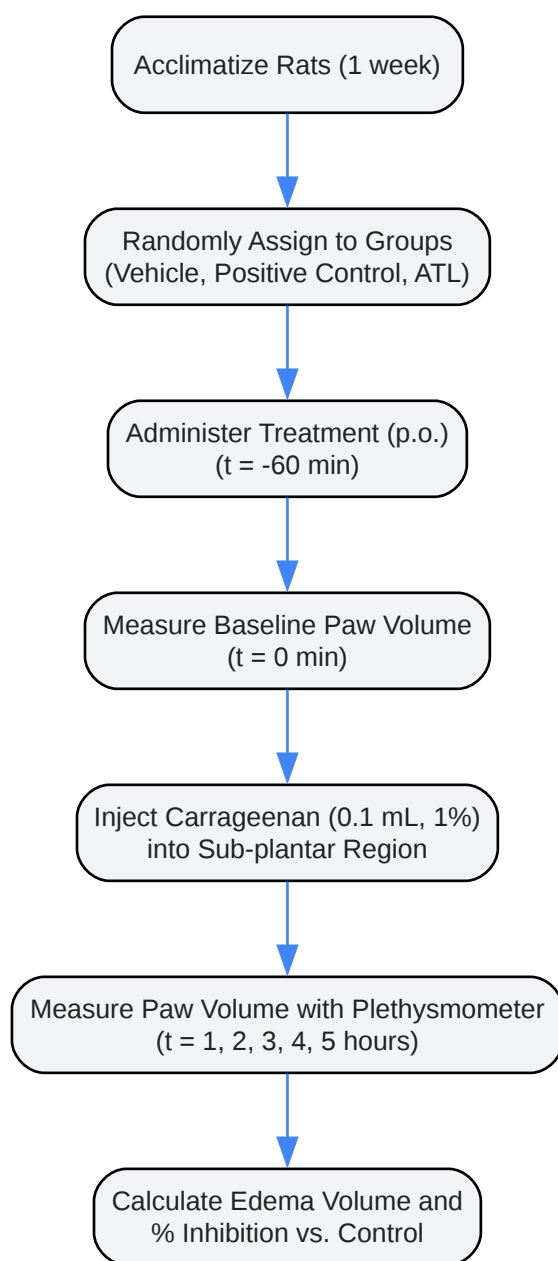 Acclimatize Rats (1 week)
Randomly Assign to Groups
(Vehicle, Positive Control, ATL)
Administer Treatment (p.o.)
(t = -60 min)
Measure Baseline Paw Volume
(t = 0 min)
Inject Carrageenan (0.1 mL, 1%)
into Sub-plantar Region
Measure Paw Volume with Plethysmometer
(t = 1, 2, 3, 4, 5 hours)
Calculate Edema Volume and
% Inhibition vs. Control